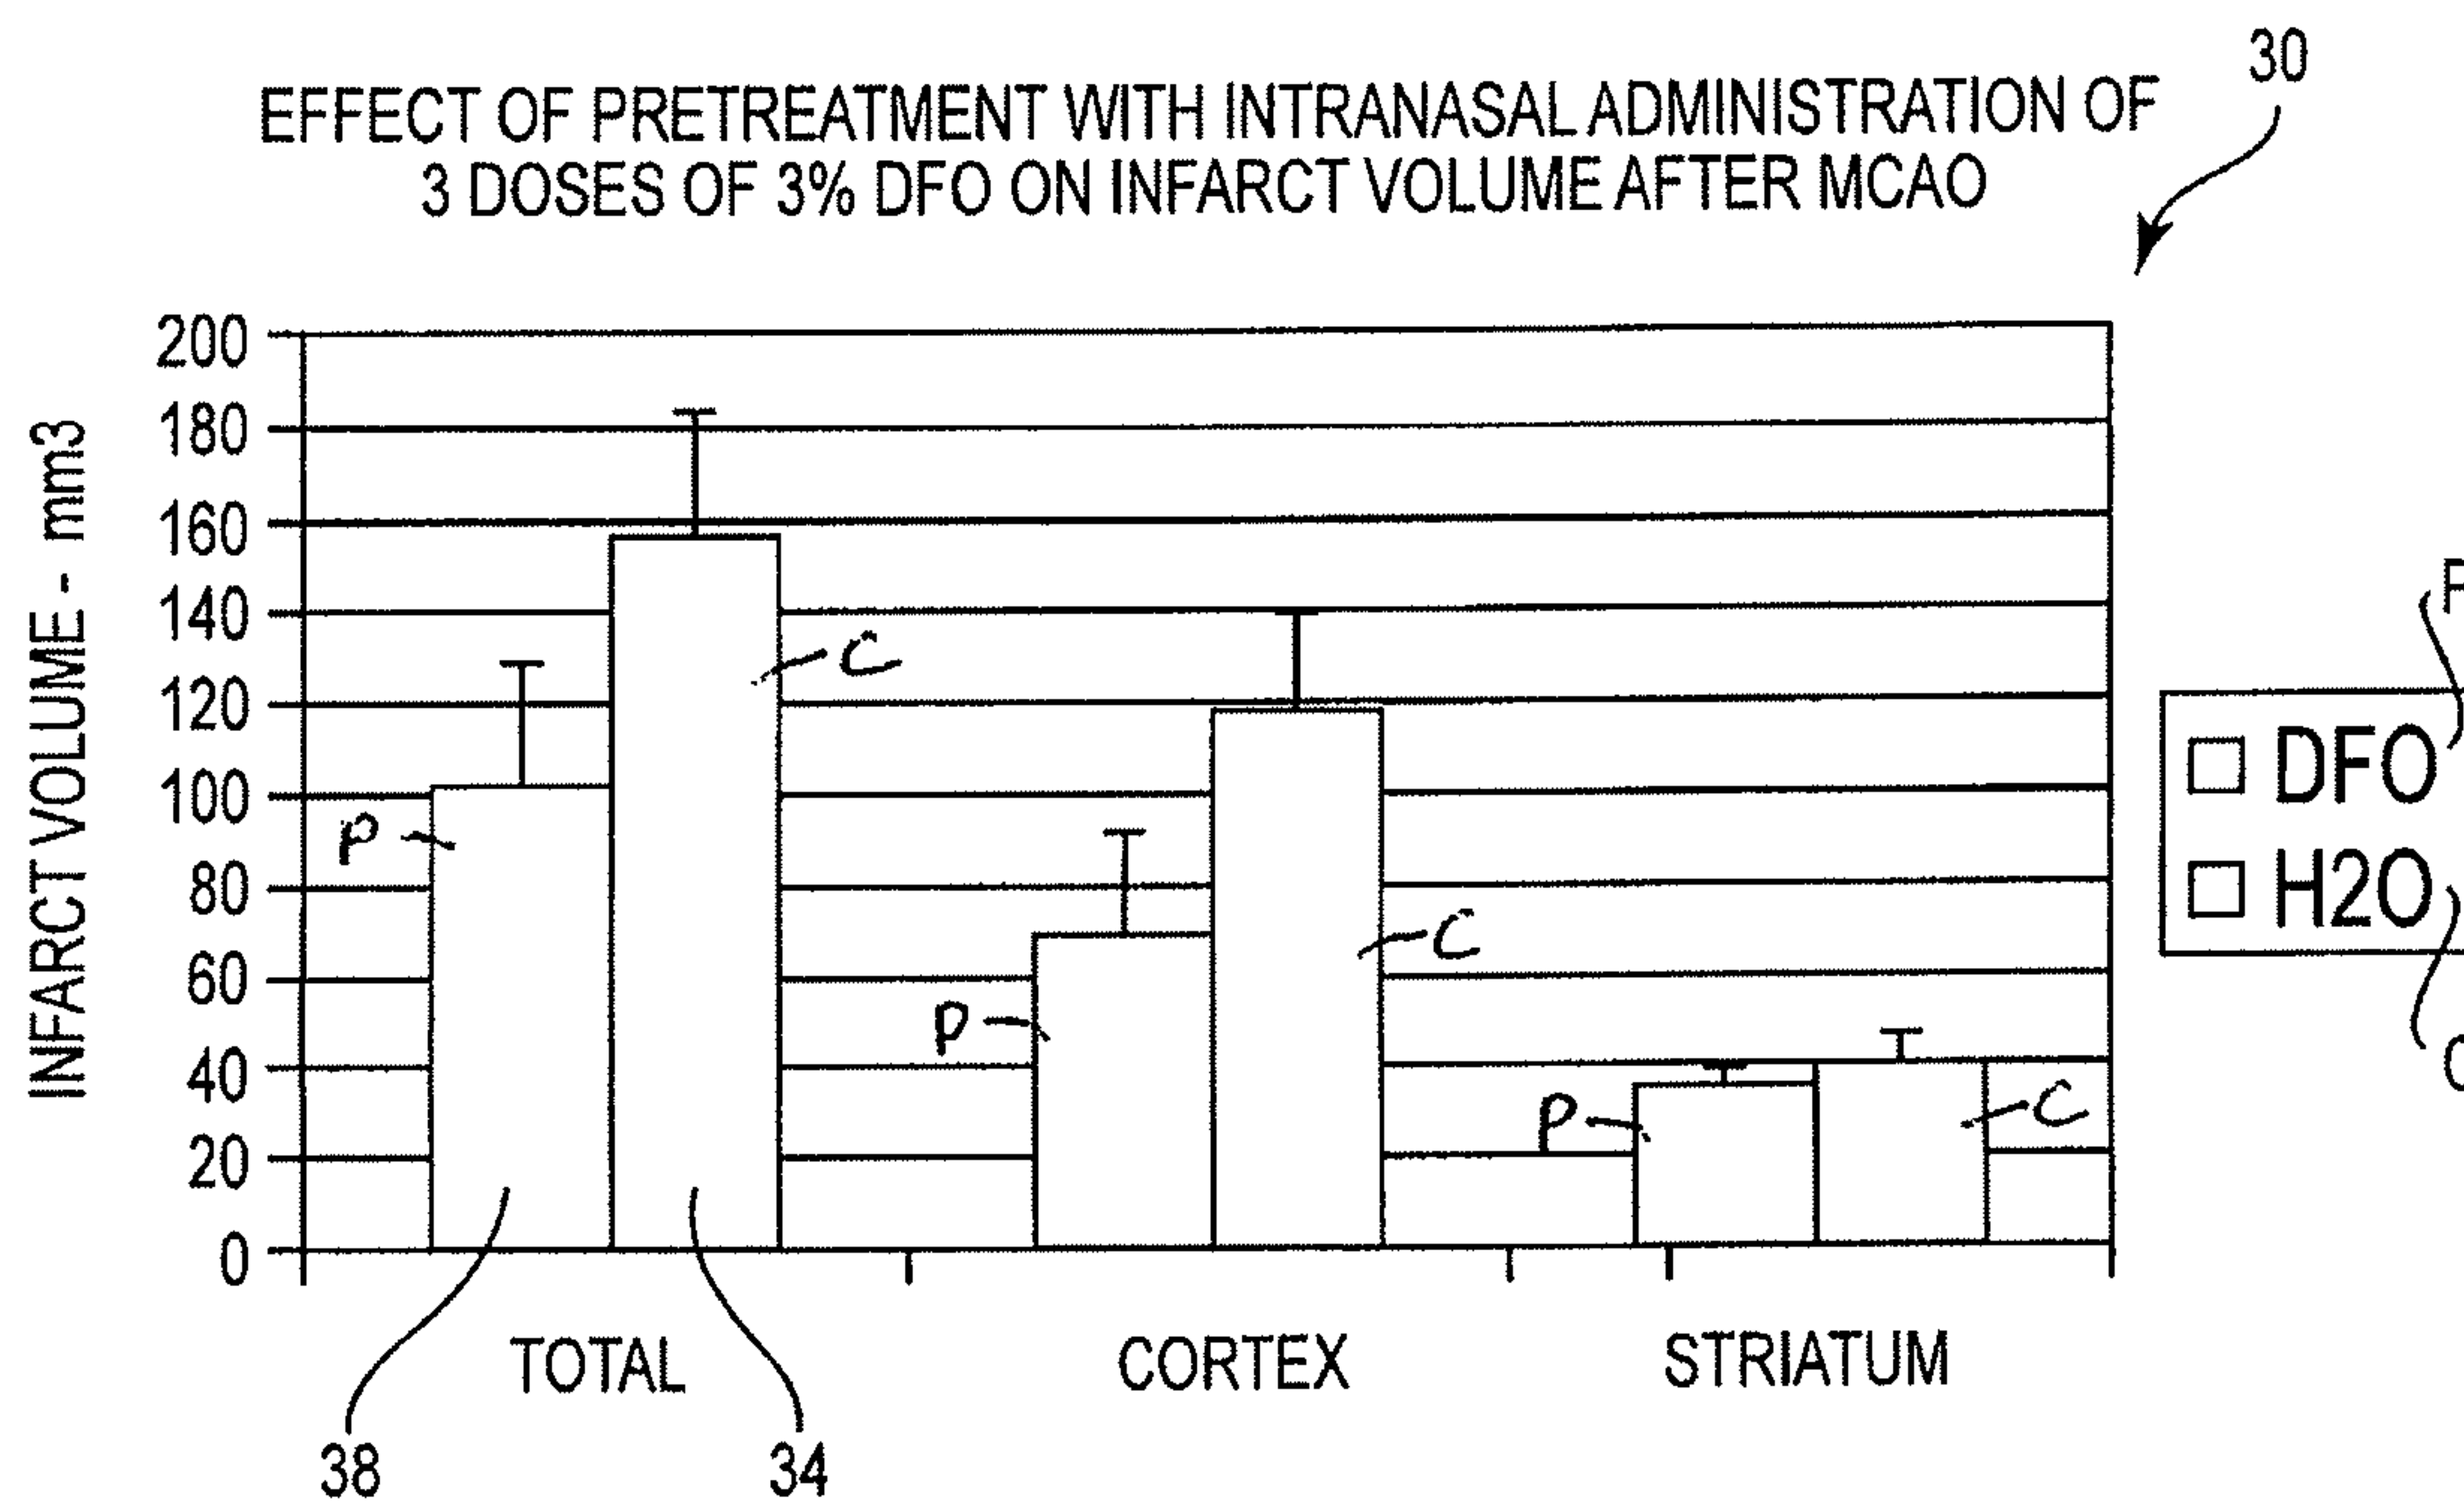 30
EFFECT OF PRETREATMENT WITH INTRANASAL ADMINISTRATION OF
3 DOSES OF 3% DFO ON INFARCT VOLUME AFTER MCAO
INFARCT VOLUME - mm3
200
180
160
140
120
100
80
60
40
20
0
P
C
P
C
P
C
DFO
H2O
TOTAL
CORTEX
STRIATUM
38
34